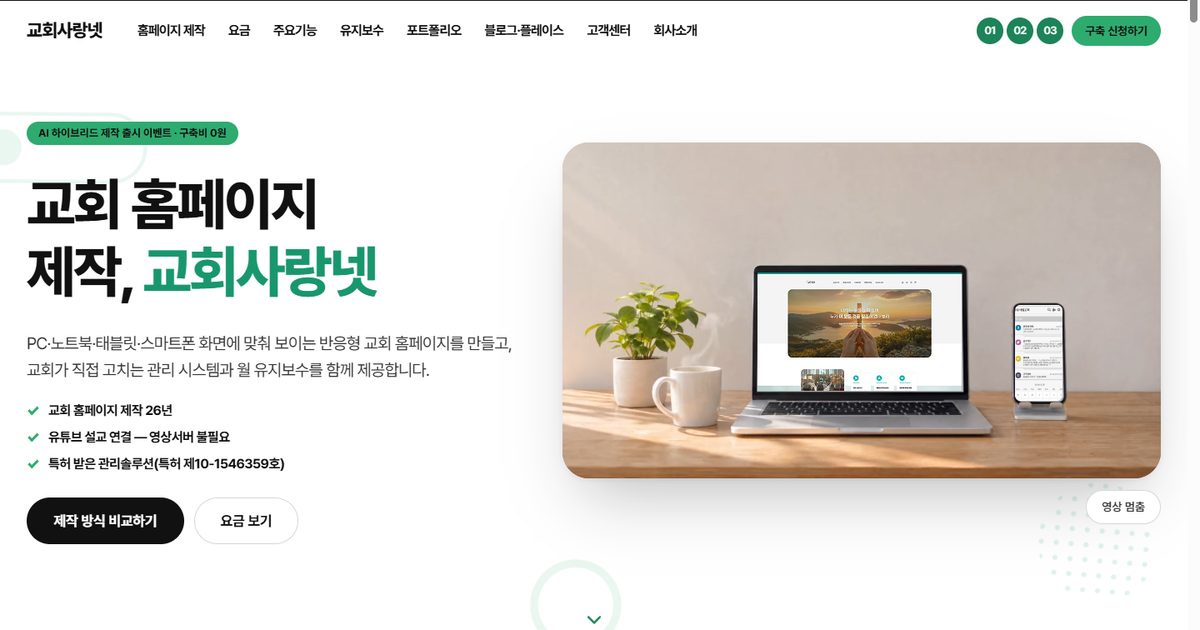 교회사랑넷
홈페이지 제작
요금
주요기능
유지보수
포트폴리오
블로그·플레이스
고객센터
회사소개
01
02
03
구축 신청하기
AI 하이브리드 제작 출시 이벤트 · 구축비 0원
교회 홈페이지
제작, 교회사랑넷
PC·노트북·태블릿·스마트폰 화면에 맞춰 보이는 반응형 교회 홈페이지를 만들고,
교회가 직접 고치는 관리 시스템과 월 유지보수를 함께 제공합니다.
교회 홈페이지 제작 26년
유튜브 설교 연결 — 영상서버 불필요
특허 받은 관리솔루션(특허 제10-1546359호)
제작 방식 비교하기
요금 보기
영상 멈춤